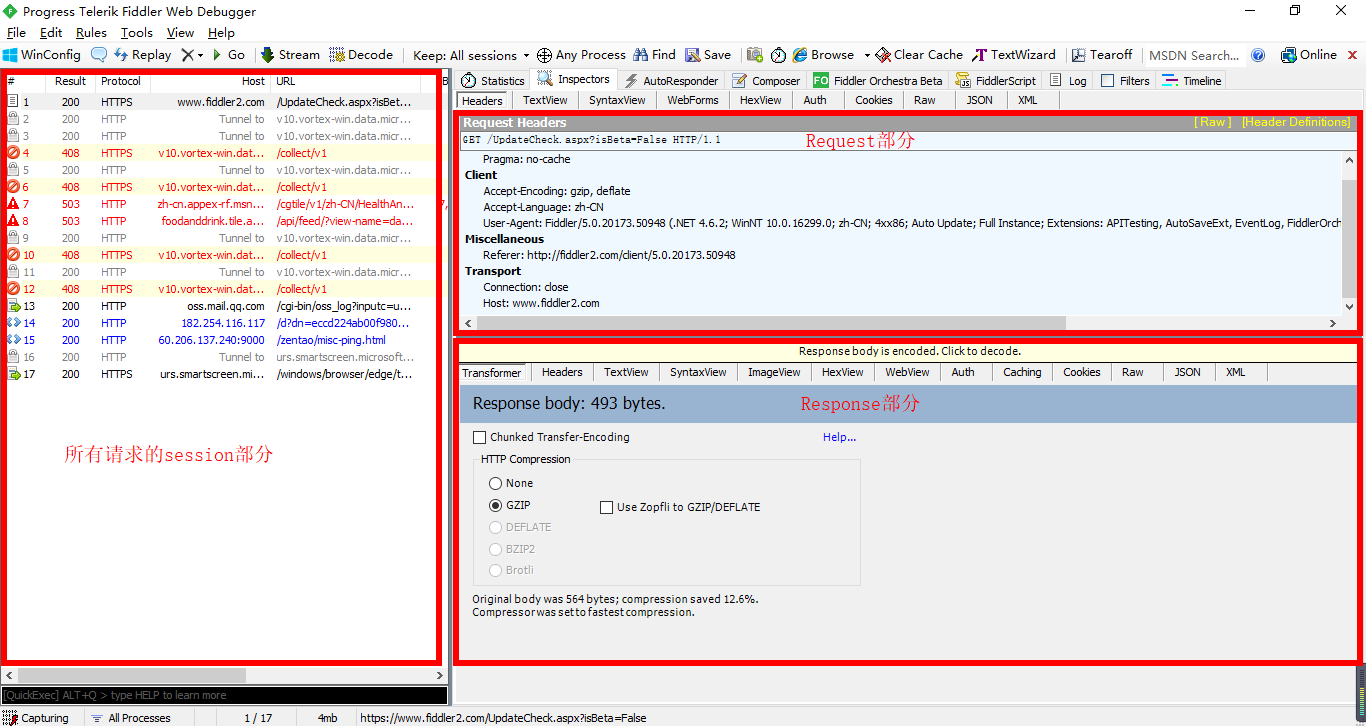 Progress Telerik Fiddler Web Debugger
File Edit Rules Tools View Help
WinConfig Replay Go Stream Decode Keep: All sessions Any Process Find Save Browse Clear Cache TextWizard Tearoff MSDN Search... Online
# Result Protocol Host URL B
1 200 HTTPS www.fiddler2.com /UpdateCheck.aspx?isBet...
2 200 HTTP Tunnel to v10.vortex-win.data.micr...
3 200 HTTP Tunnel to v10.vortex-win.data.micr...
4 408 HTTPS v10.vortex-win.dat... /collect/v1
5 200 HTTP Tunnel to v10.vortex-win.data.micr...
6 408 HTTPS v10.vortex-win.dat... /collect/v1
7 503 HTTP zh-cn.appex-rf.msn... /cgtile/v1/zh-CN/HealthAn... 7,
8 503 HTTP foodanddrink.tile.a... /api/feed/?view-name=da...
9 200 HTTP Tunnel to v10.vortex-win.data.micr...
10 408 HTTPS v10.vortex-win.dat... /collect/v1
11 200 HTTP Tunnel to v10.vortex-win.data.micr...
12 408 HTTPS v10.vortex-win.dat... /collect/v1
13 200 HTTP oss.mail.qq.com /cgi-bin/oss_log?inputc=u...
14 200 HTTP 182.254.116.117 /d?dn=eccd224ab00f980...
15 200 HTTP 60.206.137.240:9000 /zentao/misc-ping.html
16 200 HTTP Tunnel to urs.smartscreen.microsoft...
17 200 HTTPS urs.smartscreen.mi... /windows/browser/edge/t...
所有请求的session部分
[QuickExec] ALT+Q > type HELP to learn more
Statistics Inspectors AutoResponder Composer FO Fiddler Orchestra Beta FiddlerScript Log Filters Timeline
Headers TextView SyntaxView WebForms HexView Auth Cookies Raw JSON XML
Request Headers [ Raw ] [Header Definitions]
GET /UpdateCheck.aspx?isBeta=False HTTP/1.1
Request部分
Pragma: no-cache
Client
Accept-Encoding: gzip, deflate
Accept-Language: zh-CN
User-Agent: Fiddler/5.0.20173.50948 (.NET 4.6.2; WinNT 10.0.16299.0; zh-CN; 4xx86; Auto Update; Full Instance; Extensions: APITesting, AutoSaveExt, EventLog, FiddlerOrch
Miscellaneous
Referer: http://fiddler2.com/client/5.0.20173.50948
Transport
Connection: close
Host: www.fiddler2.com
Response body is encoded. Click to decode.
Transformer Headers TextView SyntaxView ImageView HexView WebView Auth Caching Cookies Raw JSON XML
Response body: 493 bytes.
Response部分
Chunked Transfer-Encoding Help...
HTTP Compression
None
GZIP Use Zopfli to GZIP/DEFLATE
DEFLATE
BZIP2
Brotli
Original body was 564 bytes; compression saved 12.6%.
Compressor was set to fastest compression.
Capturing All Processes 1 / 17 4mb https://www.fiddler2.com/UpdateCheck.aspx?isBeta=False